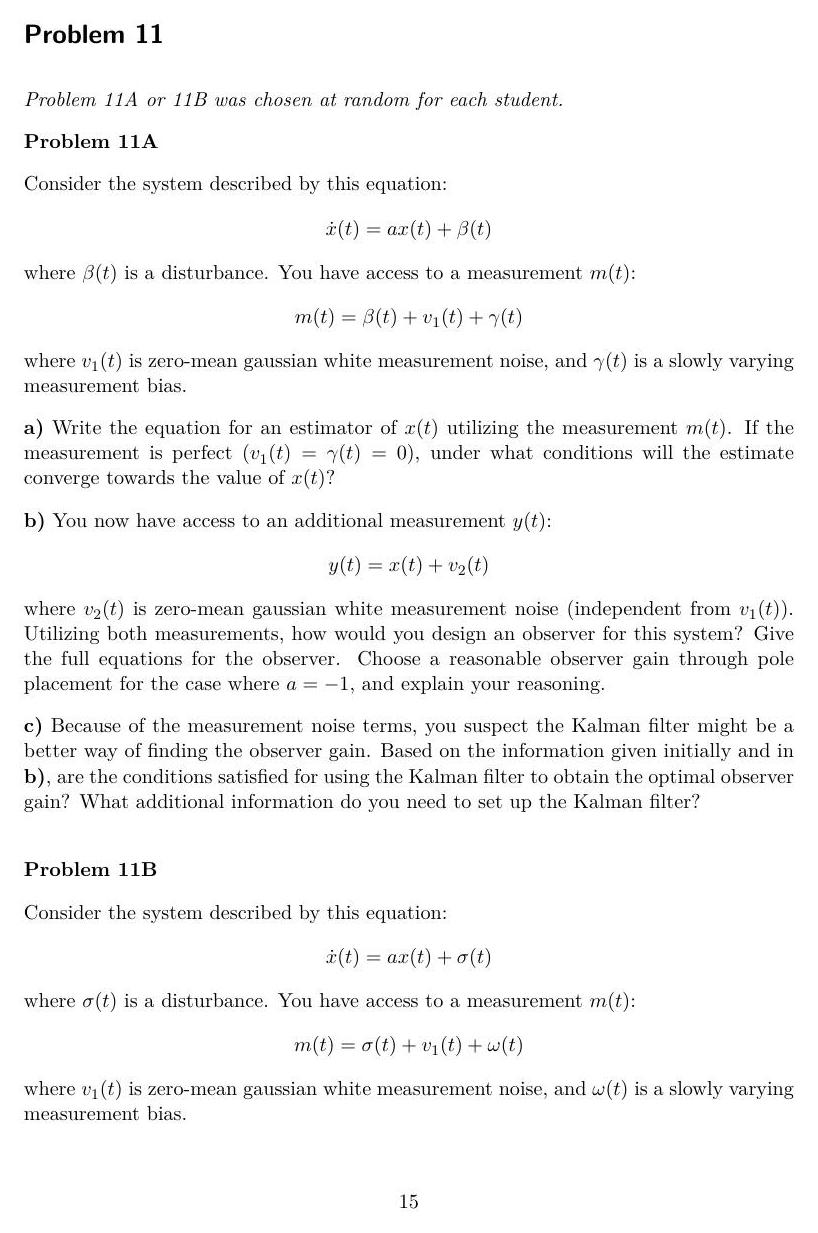 Problem 11
Problem 11A or 11B was chosen at random for each student.
Problem 11A
Consider the system described by this equation:
ẋ(t) = ax(t) + β(t)
where β(t) is a disturbance. You have access to a measurement m(t):
m(t) = β(t) + v₁(t) + γ(t)
where v₁(t) is zero-mean gaussian white measurement noise, and γ(t) is a slowly varying
measurement bias.
a) Write the equation for an estimator of x(t) utilizing the measurement m(t). If the
measurement is perfect (v₁(t) = γ(t) = 0), under what conditions will the estimate
converge towards the value of x(t)?
b) You now have access to an additional measurement y(t):
y(t) = x(t) + v₂(t)
where v₂(t) is zero-mean gaussian white measurement noise (independent from v₁(t)).
Utilizing both measurements, how would you design an observer for this system? Give
the full equations for the observer. Choose a reasonable observer gain through pole
placement for the case where a = −1, and explain your reasoning.
c) Because of the measurement noise terms, you suspect the Kalman filter might be a
better way of finding the observer gain. Based on the information given initially and in
b), are the conditions satisfied for using the Kalman filter to obtain the optimal observer
gain? What additional information do you need to set up the Kalman filter?
Problem 11B
Consider the system described by this equation:
ẋ(t) = ax(t) + σ(t)
where σ(t) is a disturbance. You have access to a measurement m(t):
m(t) = σ(t) + v₁(t) + ω(t)
where v₁(t) is zero-mean gaussian white measurement noise, and ω(t) is a slowly varying
measurement bias.
15